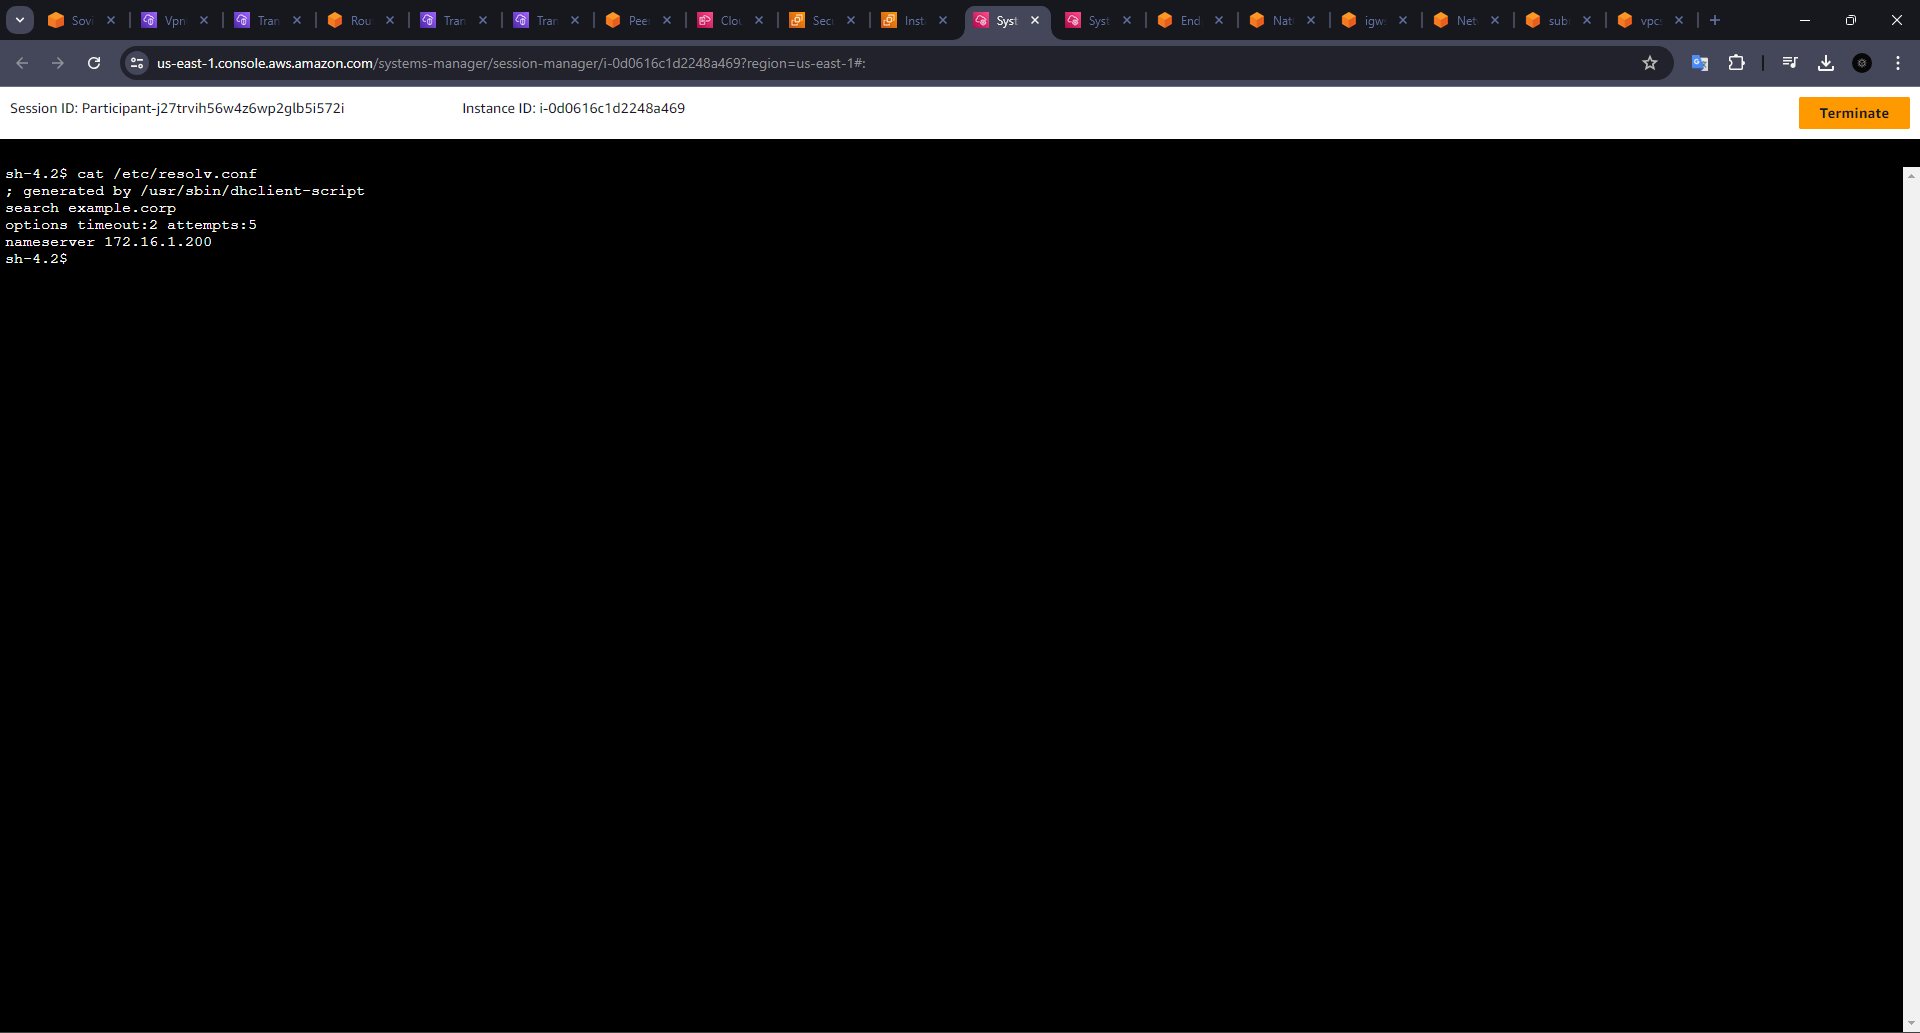 Sovi
Vpn
Tran
Rou
Tran
Tran
Pee
Clou
Secu
Inst
Syst
Syst
End
Nat
igw
Net
sub
vpc
us-east-1.console.aws.amazon.com/systems-manager/session-manager/i-0d0616c1d2248a469?region=us-east-1#:
Session ID: Participant-j27trvih56w4z6wp2glb5i572i
Instance ID: i-0d0616c1d2248a469
Terminate
sh-4.2$ cat /etc/resolv.conf
; generated by /usr/sbin/dhclient-script
search example.corp
options timeout:2 attempts:5
nameserver 172.16.1.200
sh-4.2$